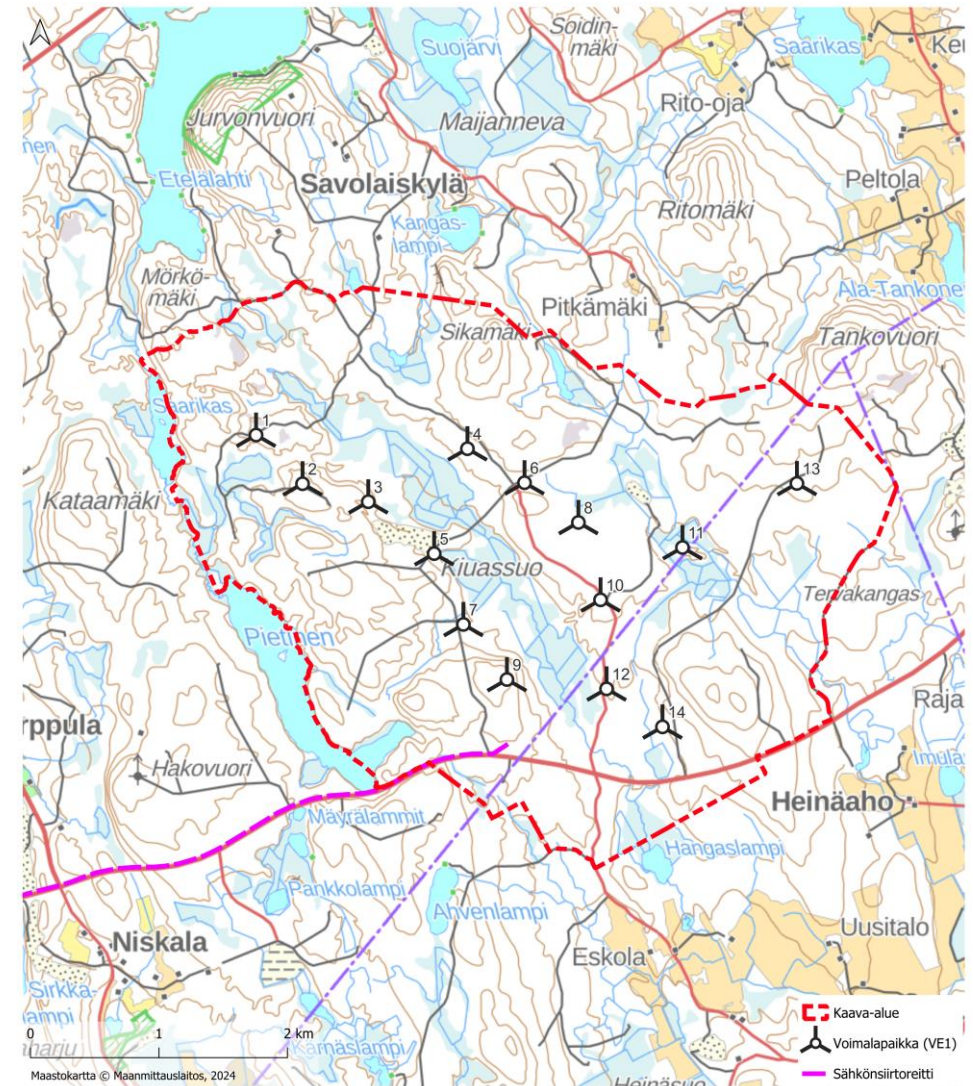 Soidin-
mäki
Suojärvi
Saarikas
Rito-oja
Jurvonvuori
Maijanneva
Etelälahti
Savolaiskylä
Peltola
Ritomäki
Kangas-
lampi
Mörkö-
mäki
Ala-Tankone
Pitkämäki
Sikamäki
Tankovuori
Saarikas
1
4
2
6
13
3
Kataamäki
8
5
11
Kiuassuo
10
Tervakangas
7
Pietinen
9
12
Raja
14
rppula
Hakovuori
Imula
Heinäaho
Mäyrälammit
Hangaslampi
Pankkolampi
Ahvenlampi
Uusitalo
Niskala
Eskola
Sirkka-
ampi
0 1 2 km
Kaava-alue
Voimalapaikka (VE1)
anarju
Karnäslampi
Maastokartta © Maanmittauslaitos, 2024
Heinäsuo
Sähkönsiirtoreitti